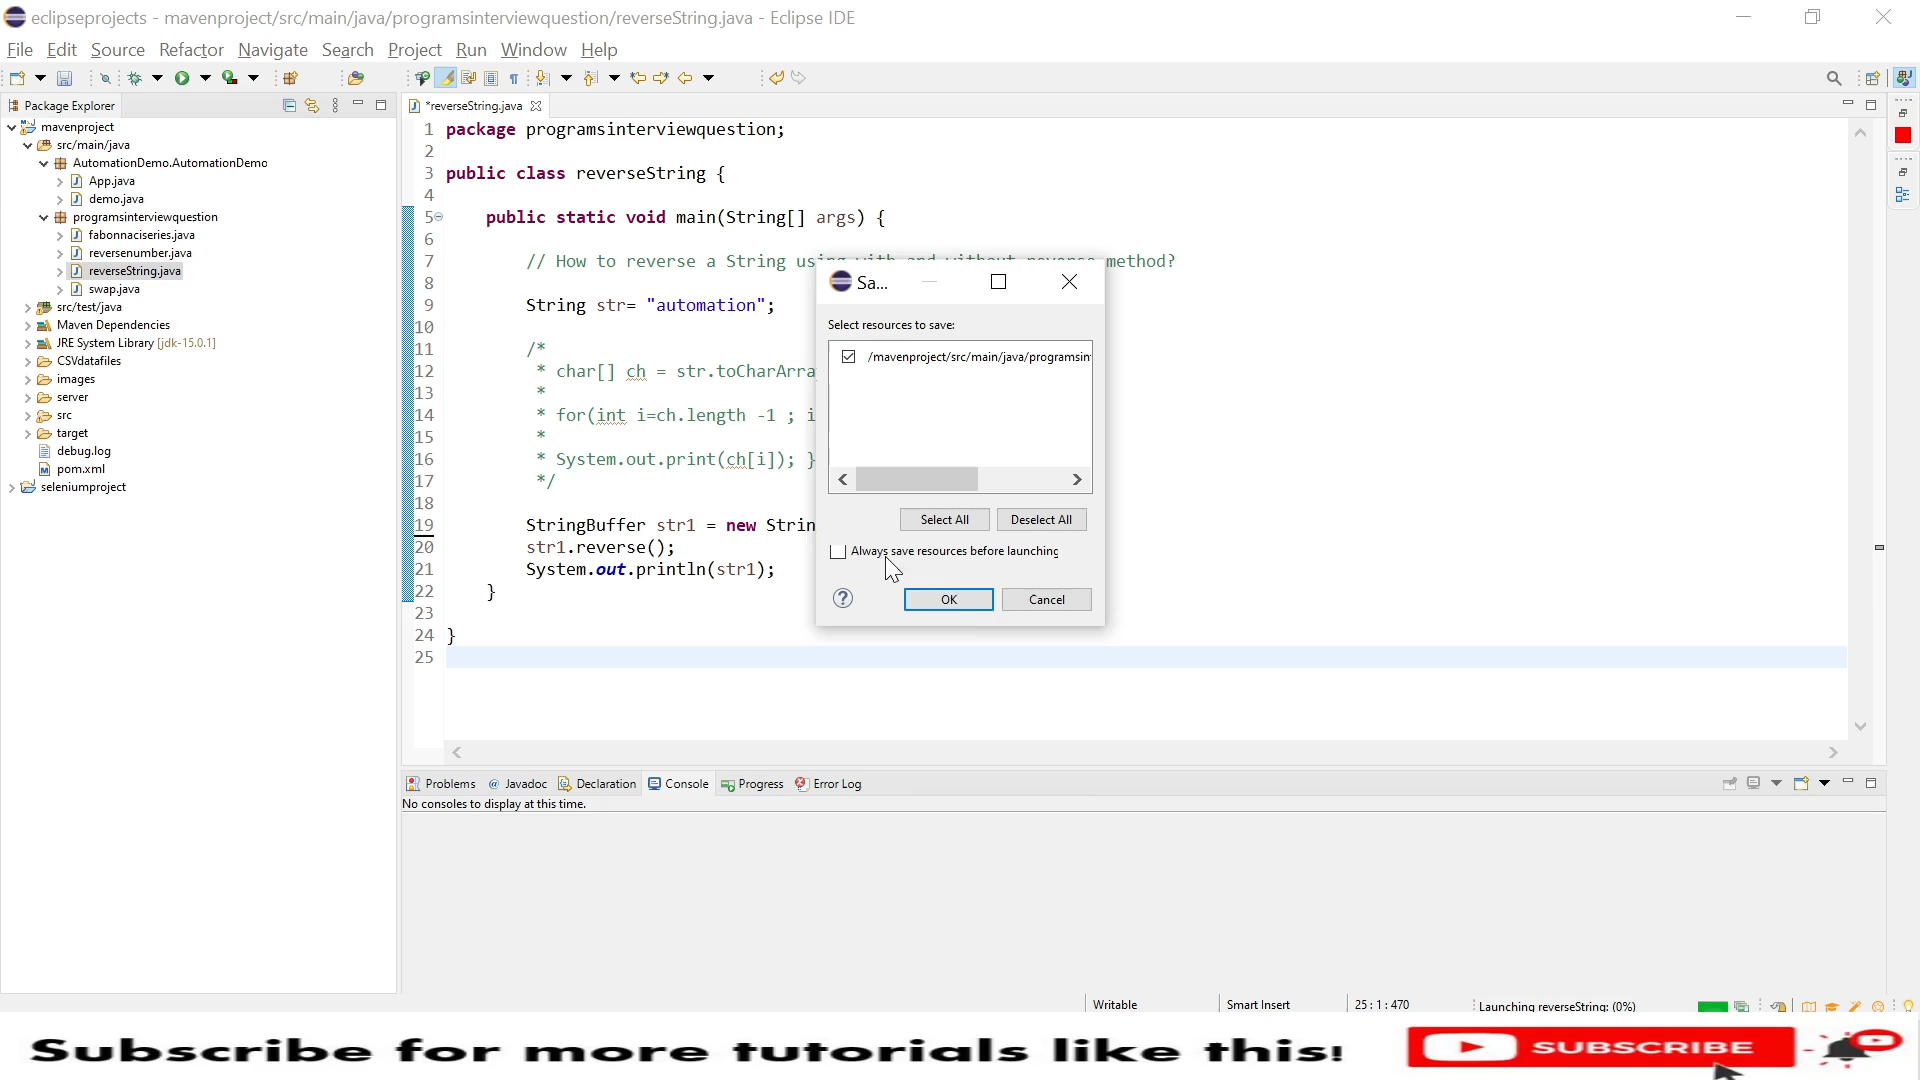 eclipseprojects - mavenproject/src/main/java/programsinterviewquestion/reverseString.java - Eclipse IDE
File Edit Source Refactor Navigate Search Project Run Window Help
Package Explorer
mavenproject
src/main/java
AutomationDemo.AutomationDemo
App.java
demo.java
programsinterviewquestion
fabonnaciseries.java
reversenumber.java
reverseString.java
swap.java
src/test/java
Maven Dependencies
JRE System Library [jdk-15.0.1]
CSVdatafiles
images
server
src
target
debug.log
pom.xml
seleniumproject
*reverseString.java
1 package programsinterviewquestion;
2
3 public class reverseString {
4
5 public static void main(String[] args) {
6
7 // How to reverse a String using with and without reverse method?
8
9 String str= "automation";
10
11 /*
12 * char[] ch = str.toCharArra
13 *
14 * for(int i=ch.length -1 ; i
15 *
16 * System.out.print(ch[i]); }
17 */
18
19 StringBuffer str1 = new Strin
20 str1.reverse();
21 System.out.println(str1);
22 }
23
24 }
25
Sa...
Select resources to save:
/mavenproject/src/main/java/programsin
Select All Deselect All
Always save resources before launching
OK Cancel
Problems @ Javadoc Declaration Console Progress Error Log
No consoles to display at this time.
Writable Smart Insert 25 : 1 : 470 Launching reverseString: (0%)
Subscribe for more tutorials like this!
SUBSCRIBE